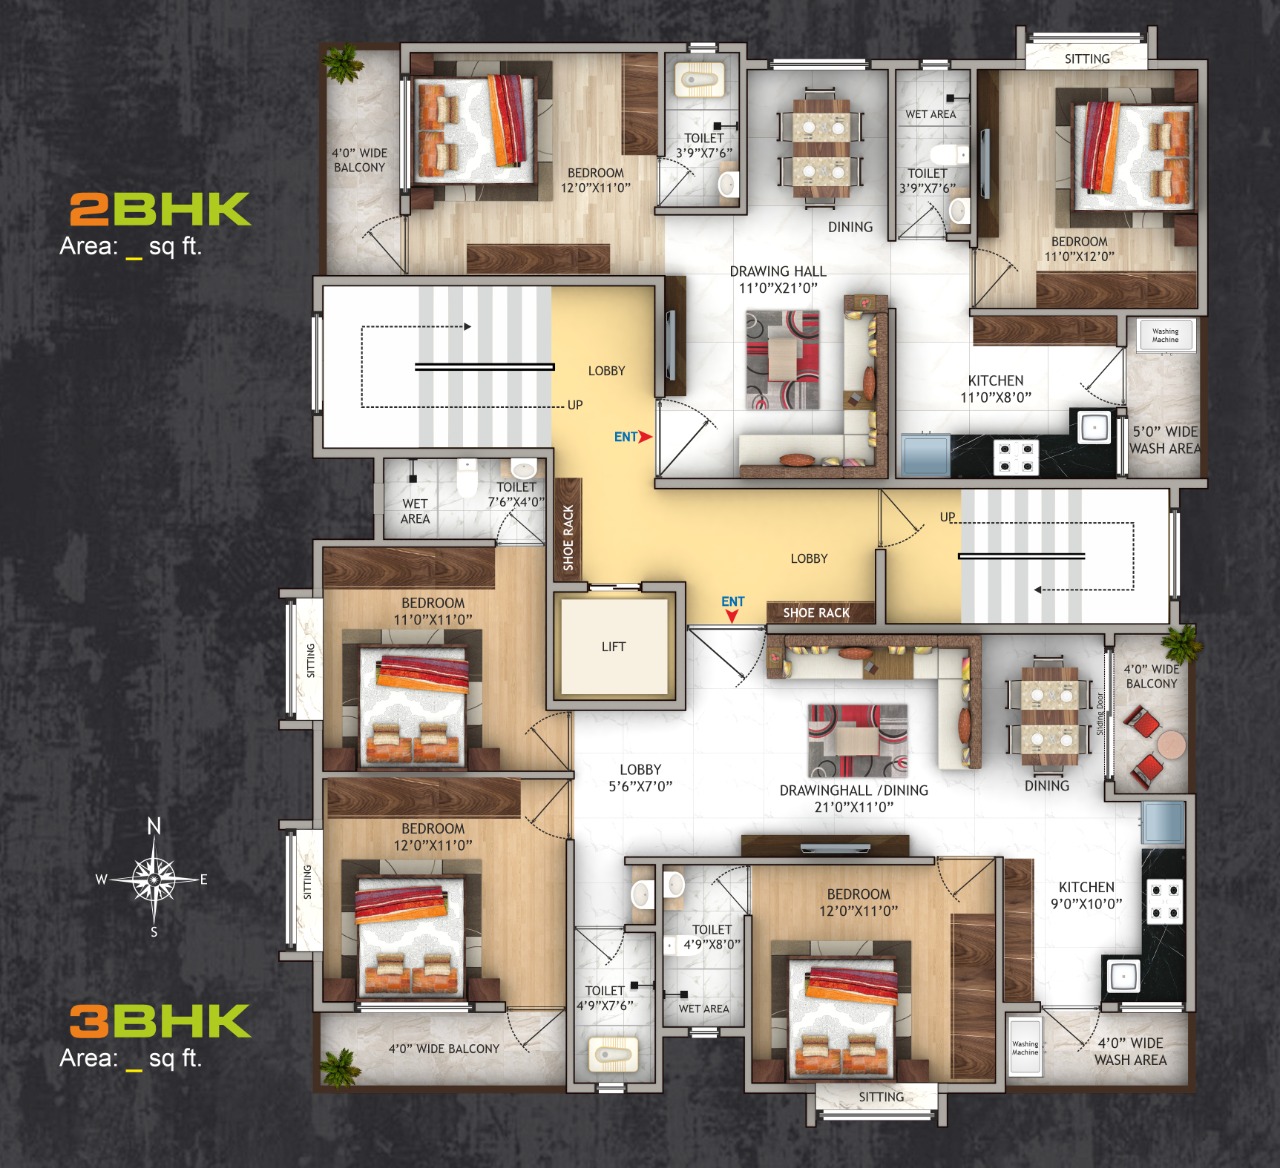 SITTING
4'0" WIDE
BALCONY
BEDROOM
12'0"X11'0"
TOILET
3'9"X7'6"
DINING
WET AREA
TOILET
3'9"X7'6"
BEDROOM
11'0"X12'0"
2BHK
Area: _ sq ft.
DRAWING HALL
11'0"X21'0"
Washing
Machine
LOBBY
UP
ENT
KITCHEN
11'0"X8'0"
5'0" WIDE
WASH AREA
WET
AREA
TOILET
7'6"X4'0"
SHOE RACK
UP
LOBBY
ENT
SHOE RACK
BEDROOM
11'0"X11'0"
SITTING
LIFT
4'0" WIDE
BALCONY
Sliding Door
LOBBY
5'6"X7'0"
DRAWINGHALL /DINING
21'0"X11'0"
DINING
BEDROOM
12'0"X11'0"
SITTING
N
W
E
S
BEDROOM
12'0"X11'0"
KITCHEN
9'0"X10'0"
TOILET
4'9"X8'0"
WET AREA
TOILET
4'9"X7'6"
3BHK
Area: _ sq ft.
4'0" WIDE BALCONY
Washing
Machine
4'0" WIDE
WASH AREA
SITTING